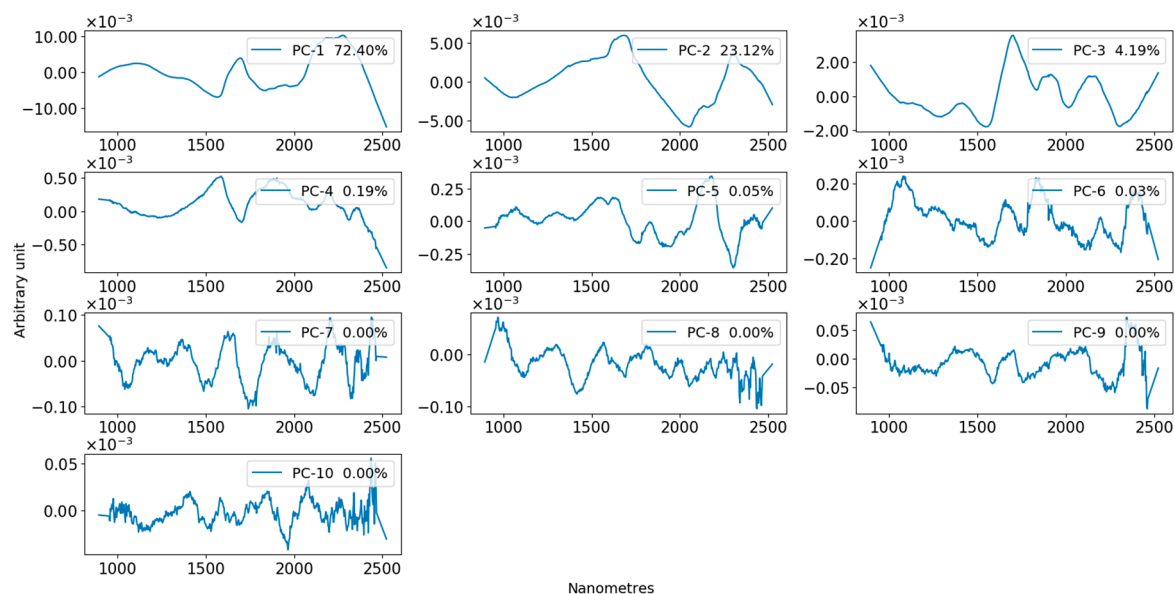 ×10⁻³ ×10⁻³ ×10⁻³
10.00 PC-1 72.40% 5.00 PC-2 23.12% PC-3 4.19%
2.00
0.00 0.00
0.00
−10.00 −5.00 −2.00
1000 1500 2000 2500 1000 1500 2000 2500 1000 1500 2000 2500
×10⁻³ ×10⁻³ ×10⁻³
0.50 PC-4 0.19% 0.25 PC-5 0.05% 0.20 PC-6 0.03%
0.00 0.00 0.00
−0.50 −0.25 −0.20
1000 1500 2000 2500 1000 1500 2000 2500 1000 1500 2000 2500
Arbitrary unit
×10⁻³ ×10⁻³ ×10⁻³
0.10 PC-7 0.00% PC-8 0.00% 0.05 PC-9 0.00%
0.00 0.00 0.00
−0.10 −0.10 −0.05
1000 1500 2000 2500 1000 1500 2000 2500 1000 1500 2000 2500
×10⁻³
0.05 PC-10 0.00%
0.00
1000 1500 2000 2500
Nanometres